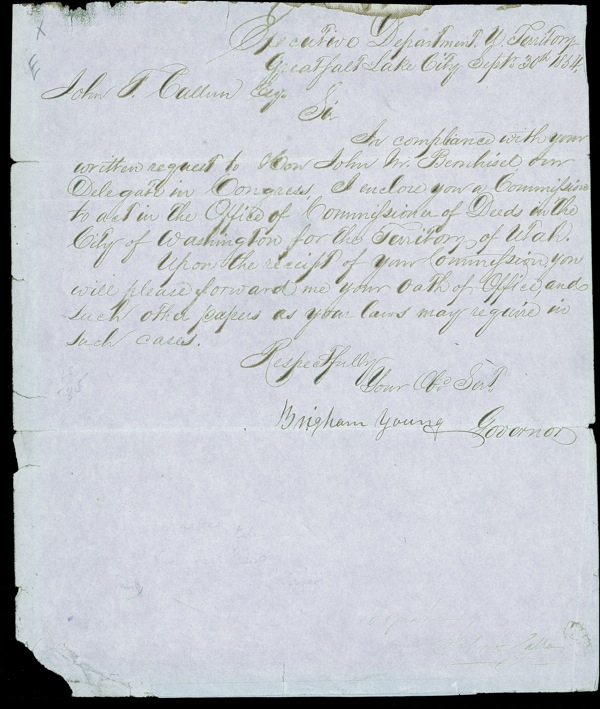 Executive Department U. Territory
Great Salt Lake City Septr 30th 1854.
John T. Callan Esq.
Sir
In compliance with your
written request to Hon John M. Bernhisel our
Delegate in Congress, I enclose you a Commission
to act in the Office of Commissioner of Deeds in the
City of Washington for the Territory of Utah.
Upon the receipt of your Commission, you
will please forward me your Oath of Office, and
such other papers as your laws may require in
such cases.
Respectfully
Your Obt Servt.
Brigham Young Governor